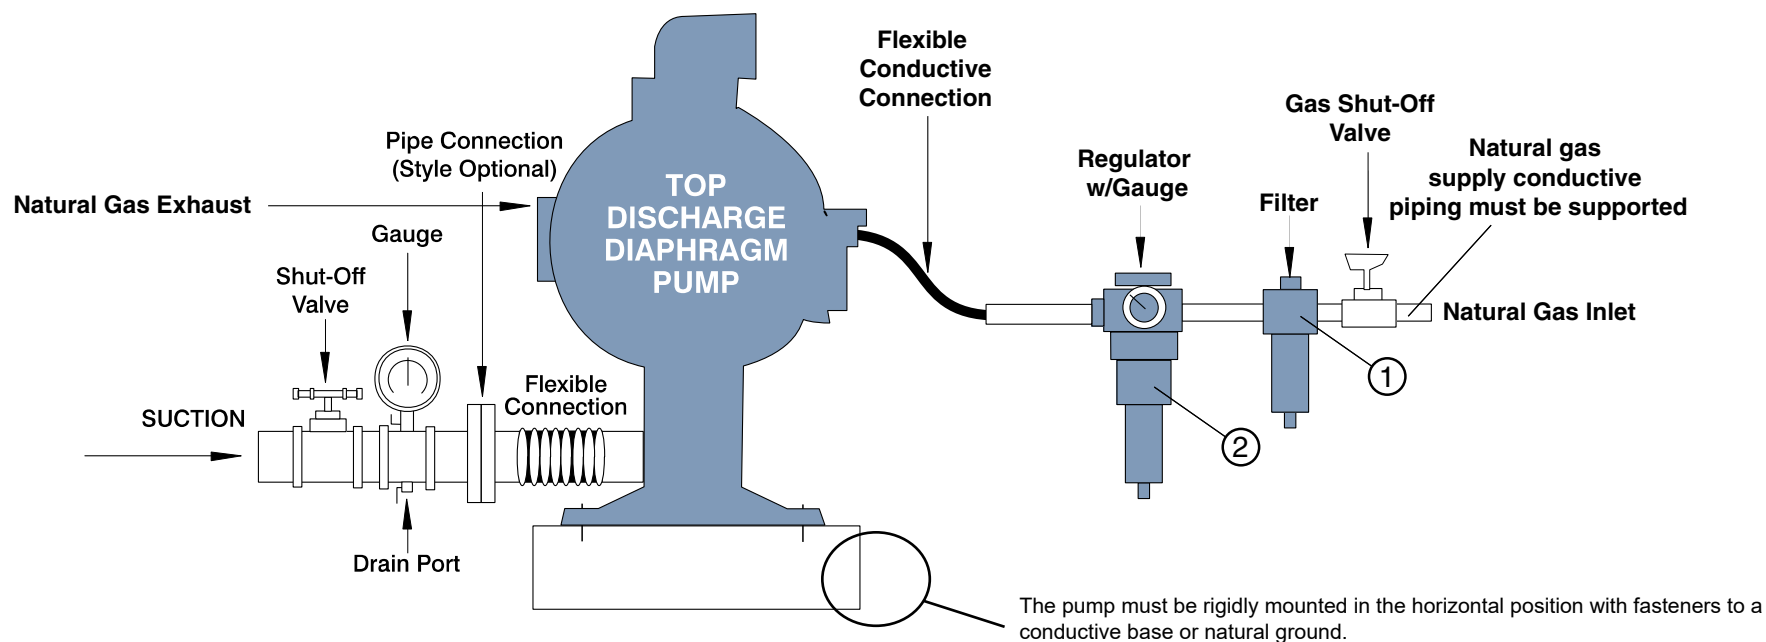 Flexible
Conductive
Connection
Gas Shut-Off
Valve
Pipe Connection
(Style Optional)
Natural gas
supply conductive
piping must be supported
Regulator
w/Gauge
Filter
Natural Gas Exhaust
TOP
DISCHARGE
DIAPHRAGM
PUMP
Gauge
Shut-Off
Valve
Natural Gas Inlet
1
Flexible
Connection
SUCTION
2
Drain Port
The pump must be rigidly mounted in the horizontal position with fasteners to a
conductive base or natural ground.